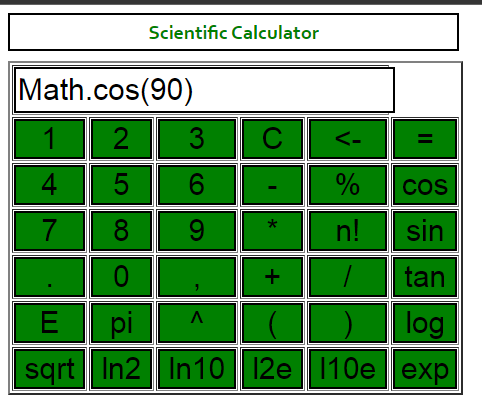 Scientific Calculator
Math.cos(90)
1 2 3 C <- =
4 5 6 - % cos
7 8 9 * n! sin
. 0 , + / tan
E pi ^ ( ) log
sqrt ln2 ln10 l2e l10e exp